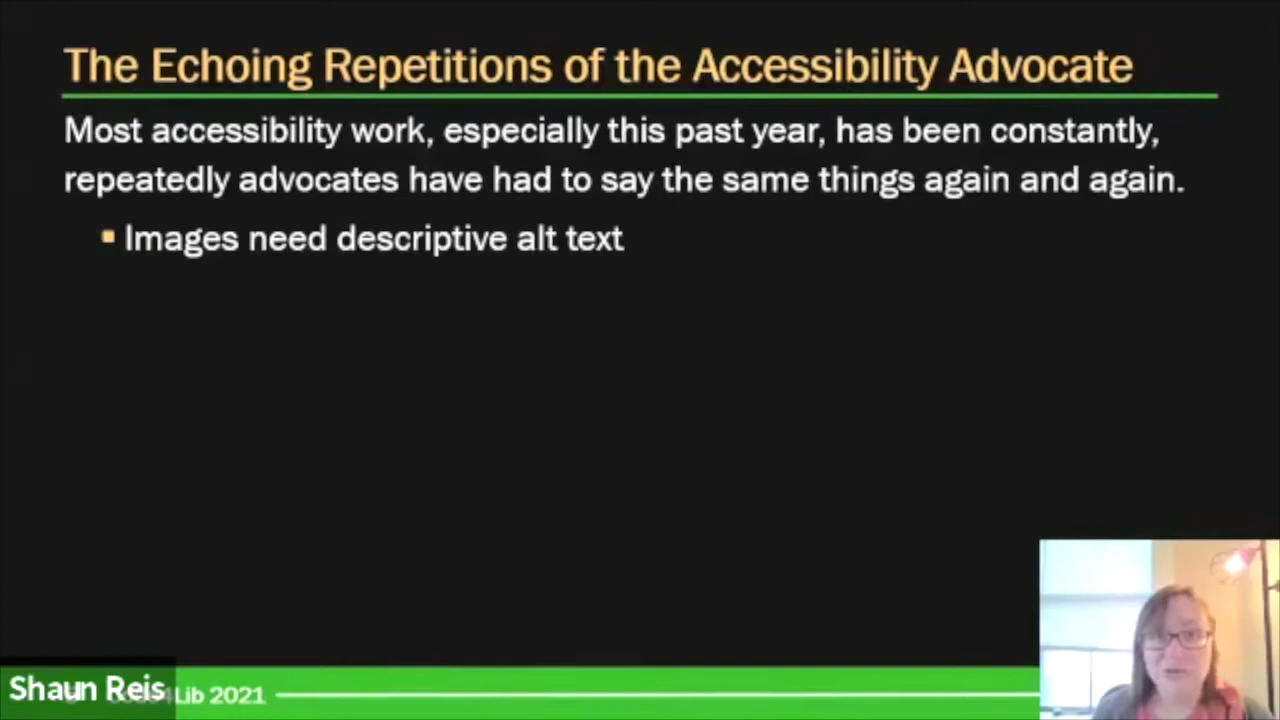 The Echoing Repetitions of the Accessibility Advocate
Most accessibility work, especially this past year, has been constantly,
repeatedly advocates have had to say the same things again and again.
Images need descriptive alt text
Shaun Reis
4Lib 2021